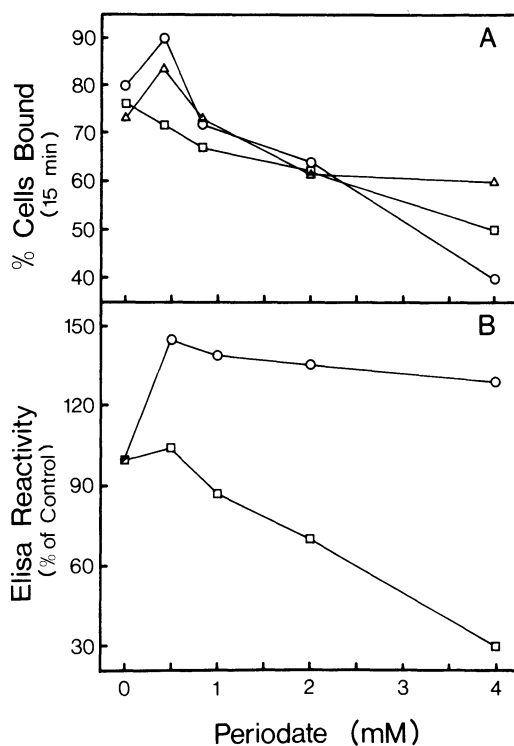 A
90
80
70
60
50
40
% Cells Bound
(15 min)
B
150
120
90
60
30
Elisa Reactivity
(% of Control)
0
1
2
3
4
Periodate (mM)